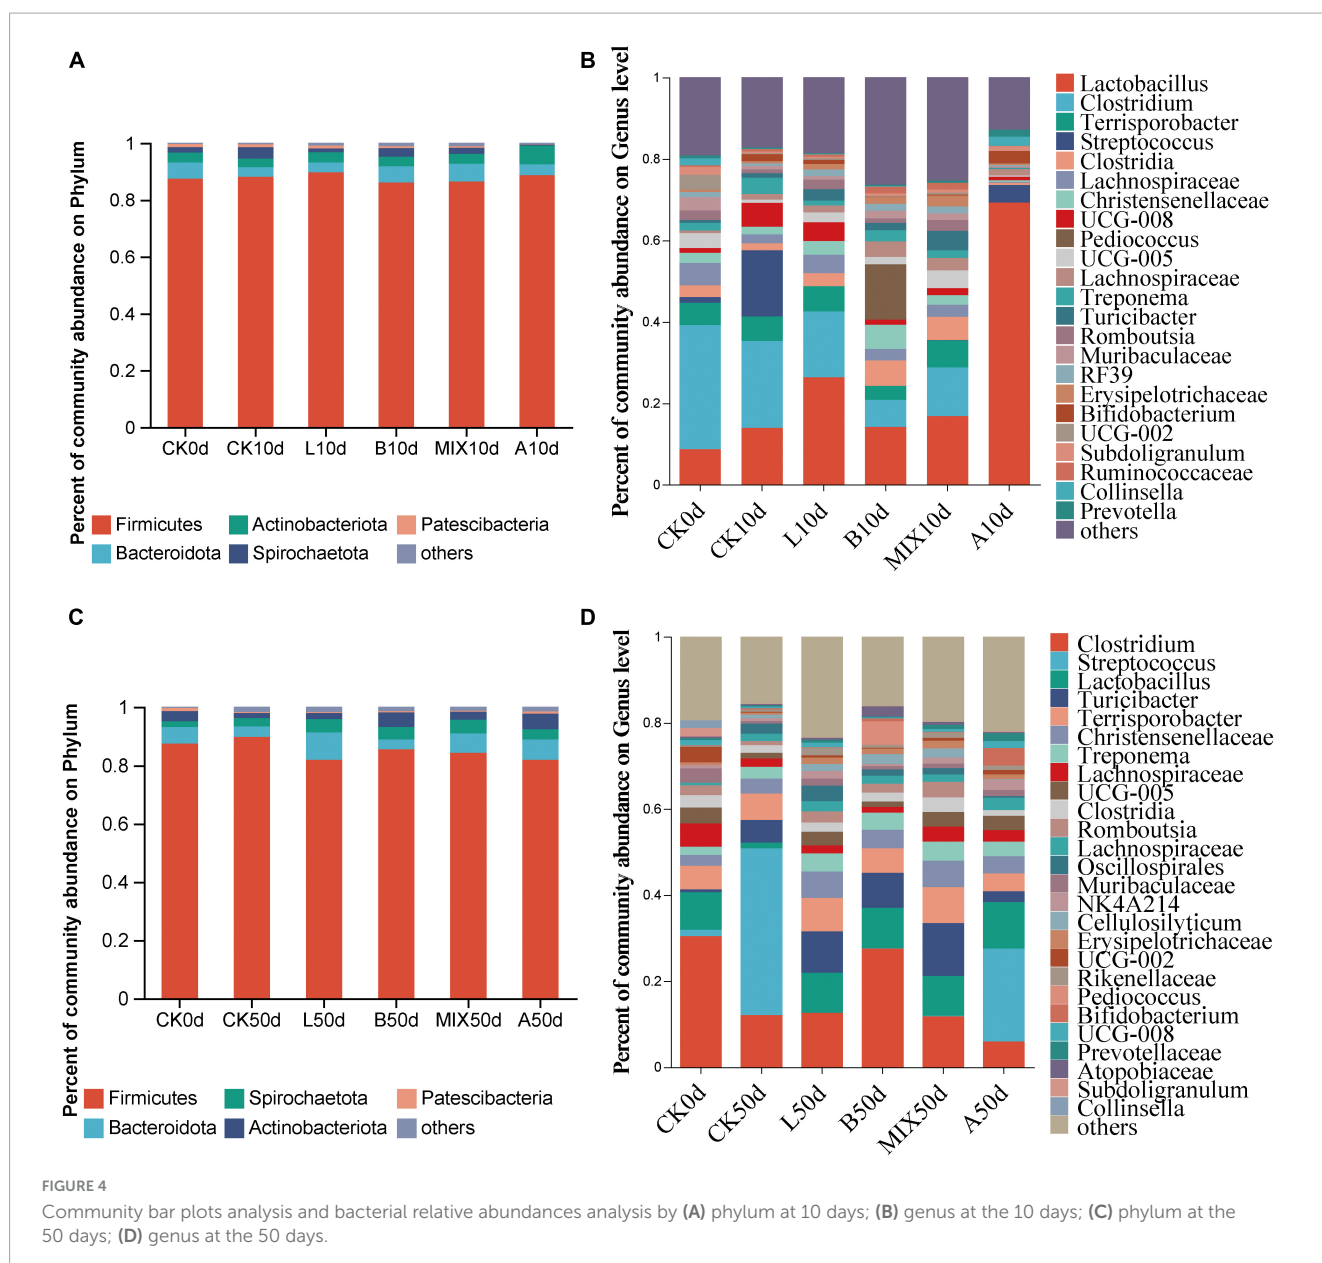 A
Percent of community abundance on Phylum
1
0.8
0.6
0.4
0.2
0
CK0d CK10d L10d B10d MIX10d A10d
Firmicutes Actinobacteriota Patescibacteria
Bacteroidota Spirochaetota others
B
Percent of community abundance on Genus level
1
0.8
0.6
0.4
0.2
0
CK0d CK10d L10d B10d MIX10d A10d
Lactobacillus
Clostridium
Terrisporobacter
Streptococcus
Clostridia
Lachnospiraceae
Christensenellaceae
UCG-008
Pediococcus
UCG-005
Lachnospiraceae
Treponema
Turicibacter
Romboutsia
Muribaculaceae
RF39
Erysipelotrichaceae
Bifidobacterium
UCG-002
Subdoligranulum
Ruminococcaceae
Collinsella
Prevotella
others
C
Percent of community abundance on Phylum
1
0.8
0.6
0.4
0.2
0
CK0d CK50d L50d B50d MIX50d A50d
Firmicutes Spirochaetota Patescibacteria
Bacteroidota Actinobacteriota others
D
Percent of community abundance on Genus level
1
0.8
0.6
0.4
0.2
0
CK0d CK50d L50d B50d MIX50d A50d
Clostridium
Streptococcus
Lactobacillus
Turicibacter
Terrisporobacter
Christensenellaceae
Treponema
Lachnospiraceae
UCG-005
Clostridia
Romboutsia
Lachnospiraceae
Oscillospirales
Muribaculaceae
NK4A214
Cellulosilyticum
Erysipelotrichaceae
UCG-002
Rikenellaceae
Pediococcus
Bifidobacterium
UCG-008
Prevotellaceae
Atopobiaceae
Subdoligranulum
Collinsella
others
FIGURE 4
Community bar plots analysis and bacterial relative abundances analysis by (A) phylum at 10 days; (B) genus at the 10 days; (C) phylum at the
50 days; (D) genus at the 50 days.